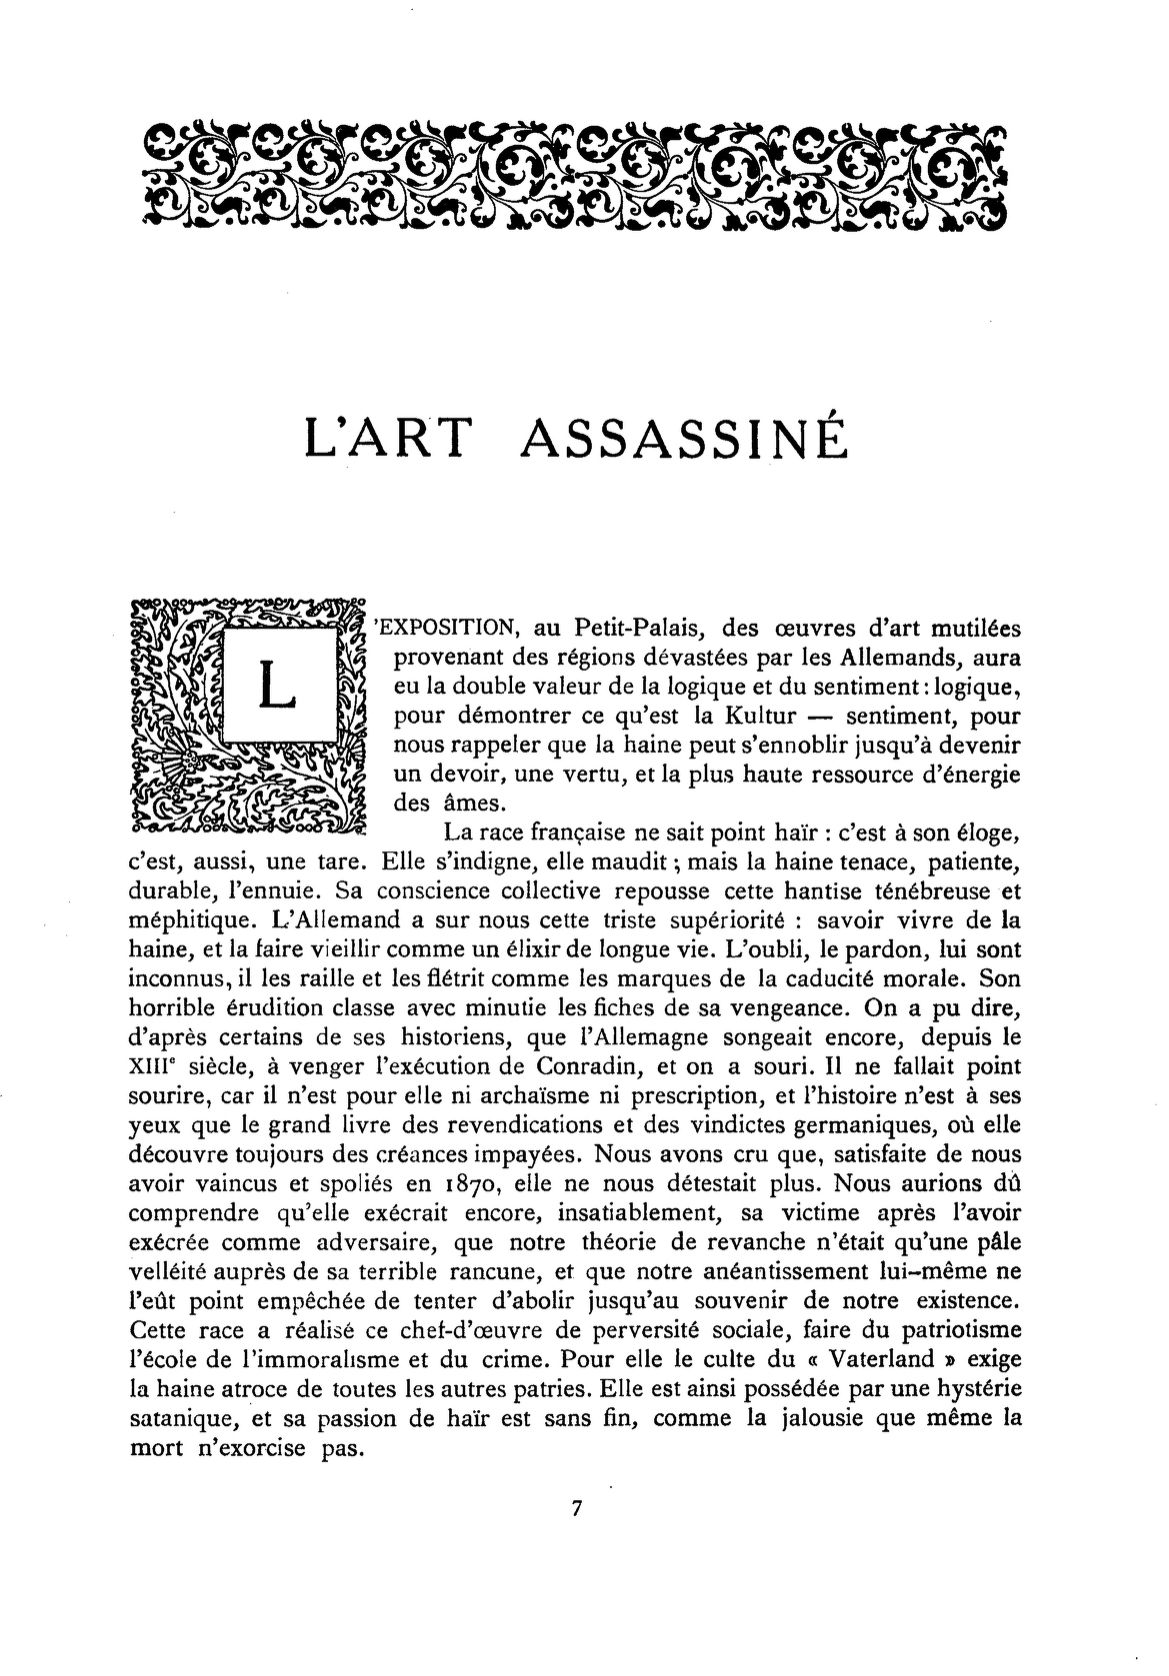 L'ART ASSASSINÉ
L'EXPOSITION, au Petit-Palais, des œuvres d'art mutilées
provenant des régions dévastées par les Allemands, aura
eu la double valeur de la logique et du sentiment : logique,
pour démontrer ce qu'est la Kultur — sentiment, pour
nous rappeler que la haine peut s'ennoblir jusqu'à devenir
un devoir, une vertu, et la plus haute ressource d'énergie
des âmes.
La race française ne sait point haïr : c'est à son éloge,
c'est, aussi, une tare. Elle s'indigne, elle maudit ; mais la haine tenace, patiente,
durable, l'ennuie. Sa conscience collective repousse cette hantise ténébreuse et
méphitique. L'Allemand a sur nous cette triste supériorité : savoir vivre de la
haine, et la faire vieillir comme un élixir de longue vie. L'oubli, le pardon, lui sont
inconnus, il les raille et les flétrit comme les marques de la caducité morale. Son
horrible érudition classe avec minutie les fiches de sa vengeance. On a pu dire,
d'après certains de ses historiens, que l'Allemagne songeait encore, depuis le
XIIIe siècle, à venger l'exécution de Conradin, et on a souri. Il ne fallait point
sourire, car il n'est pour elle ni archaïsme ni prescription, et l'histoire n'est à ses
yeux que le grand livre des revendications et des vindictes germaniques, où elle
découvre toujours des créances impayées. Nous avons cru que, satisfaite de nous
avoir vaincus et spoliés en 1870, elle ne nous détestait plus. Nous aurions dû
comprendre qu'elle exécrait encore, insatiablement, sa victime après l'avoir
exécrée comme adversaire, que notre théorie de revanche n'était qu'une pâle
velléité auprès de sa terrible rancune, et que notre anéantissement lui-même ne
l'eût point empêchée de tenter d'abolir jusqu'au souvenir de notre existence.
Cette race a réalisé ce chef-d'œuvre de perversité sociale, faire du patriotisme
l'école de l'immoralisme et du crime. Pour elle le culte du « Vaterland » exige
la haine atroce de toutes les autres patries. Elle est ainsi possédée par une hystérie
satanique, et sa passion de haïr est sans fin, comme la jalousie que même la
mort n'exorcise pas.
7